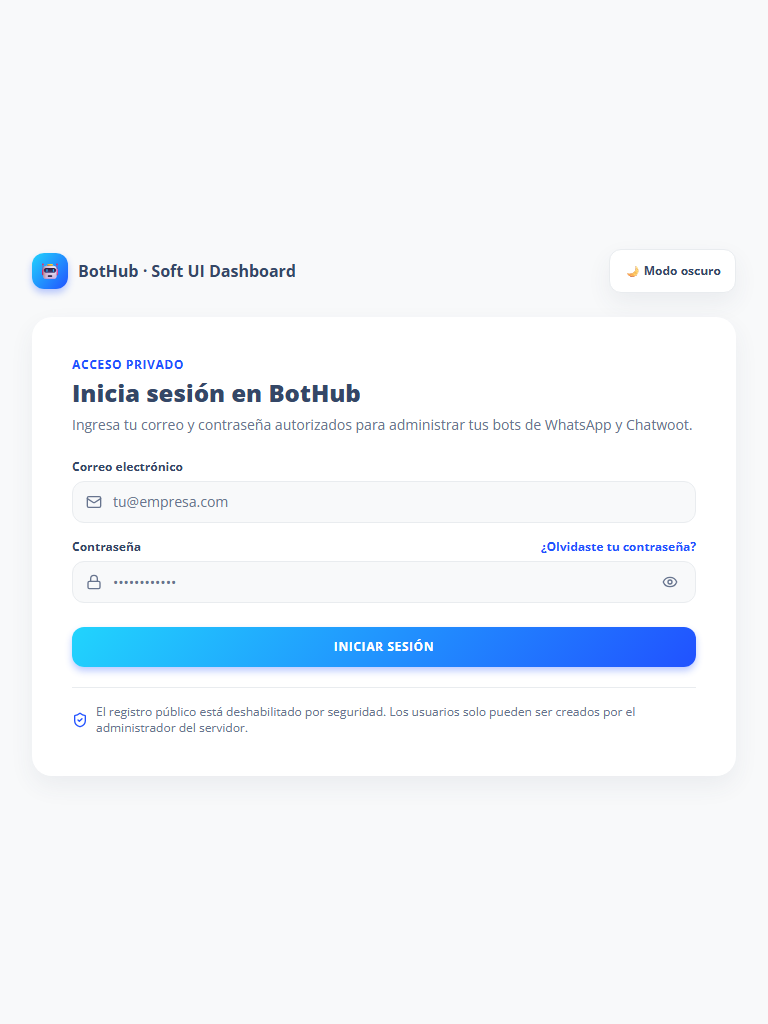 BotHub · Soft UI Dashboard
🌙 Modo oscuro
ACCESO PRIVADO
Inicia sesión en BotHub
Ingresa tu correo y contraseña autorizados para administrar tus bots de WhatsApp y Chatwoot.
Correo electrónico
tu@empresa.com
Contraseña ¿Olvidaste tu contraseña?
••••••••••••
INICIAR SESIÓN
El registro público está deshabilitado por seguridad. Los usuarios solo pueden ser creados por el
administrador del servidor.